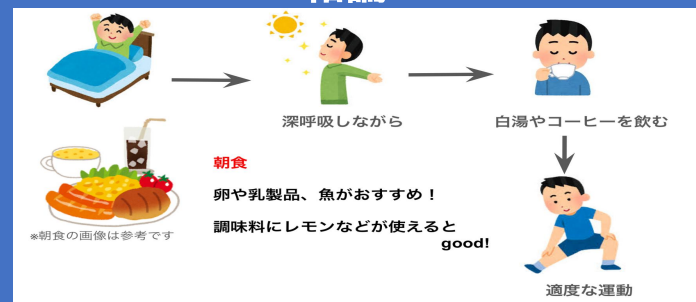 深呼吸しながら
白湯やコーヒーを飲む
朝食
卵や乳製品、魚がおすすめ！
調味料にレモンなどが使えると
good!
※朝食の画像は参考です
適度な運動